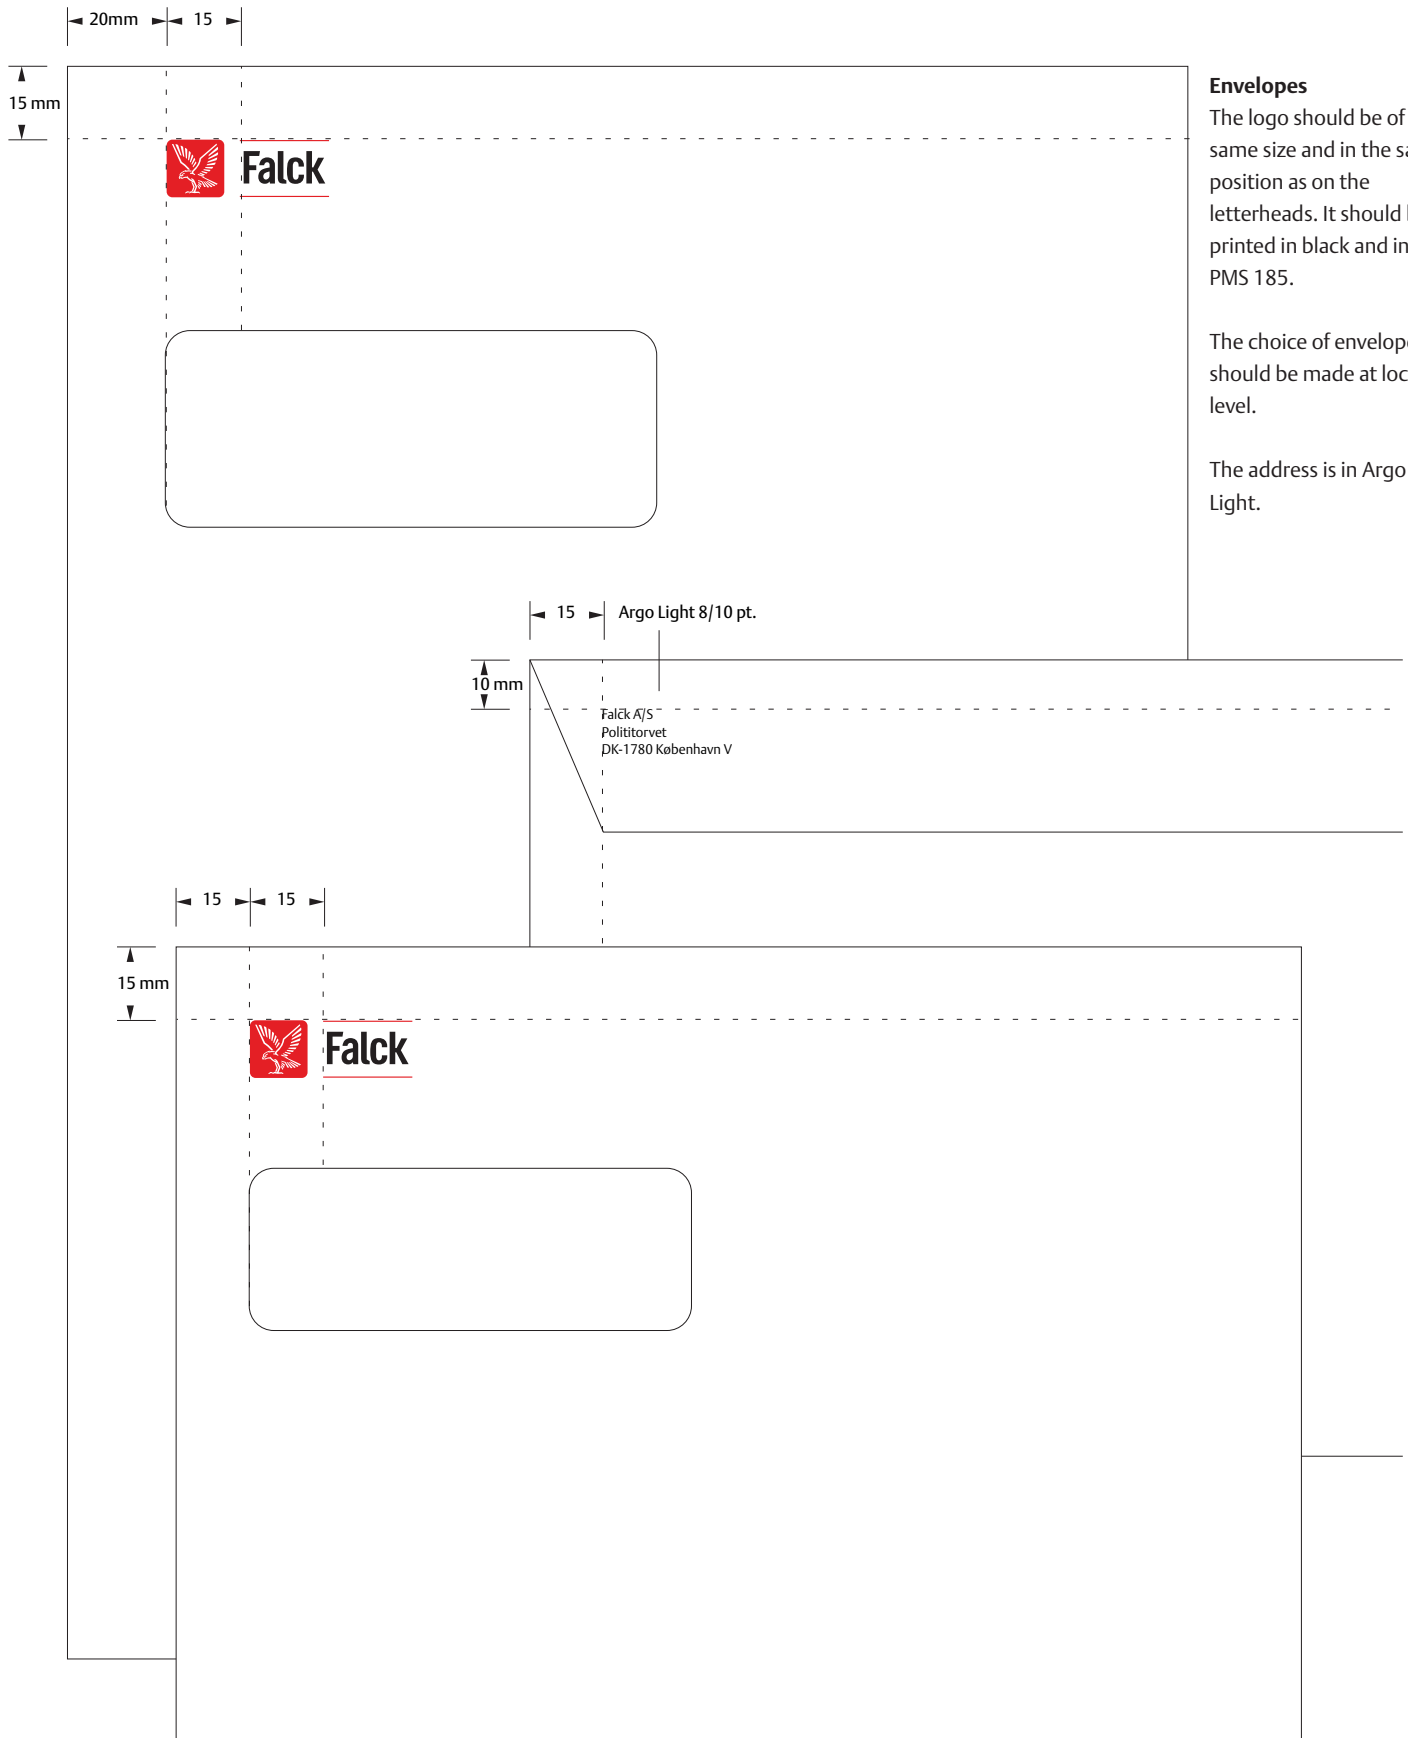 20mm
15
15 mm
Falck
Envelopes
The logo should be of
same size and in the
position as on the
letterheads. It should
printed in black and in
PMS 185.
The choice of
should be made at
level.
The address is in Argo
Light.
15
Argo Light 8/10 pt.
10 mm
Falck A/S
Polititorvet
DK-1780 København V
15
15
15 mm
Falck